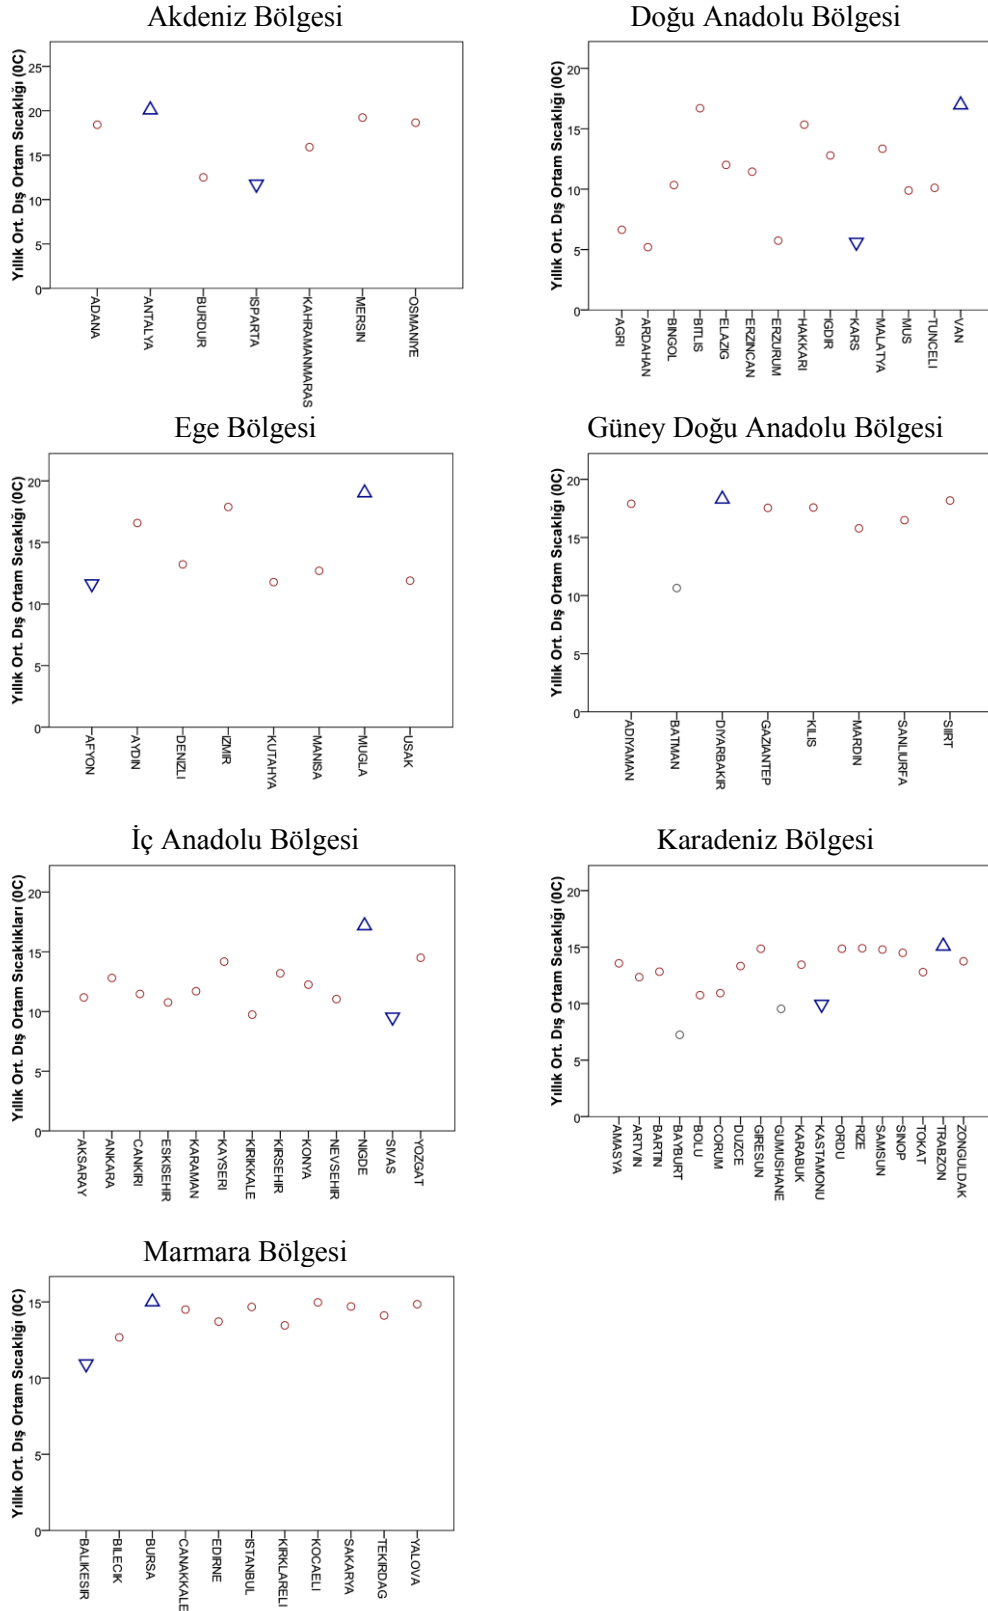 Akdeniz Bölgesi
Yıllık Ort. Dış Ortam Sıcaklığı (0C)
25
20
15
10
5
0
ADANA
ANTALYA
BURDUR
ISPARTA
KAHRAMANMARAS
MERSIN
OSMANIYE
Doğu Anadolu Bölgesi
Yıllık Ort. Dış Ortam Sıcaklığı (0C)
20
15
10
5
0
AGRI
ARDAHAN
BINGOL
BITLIS
ELAZIG
ERZINCAN
ERZURUM
HAKKARI
IGDIR
KARS
MALATYA
MUS
TUNCELI
VAN
Ege Bölgesi
Yıllık Ort. Dış Ortam Sıcaklığı (0C)
20
15
10
5
0
AFYON
AYDIN
DENIZLI
IZMIR
KUTAHYA
MANISA
MUGLA
USAK
Güney Doğu Anadolu Bölgesi
Yıllık Ort. Dış Ortam Sıcaklığı (0C)
20
15
10
5
0
ADIYAMAN
BATMAN
DIYARBAKIR
GAZIANTEP
KILIS
MARDIN
SANLIURFA
SIIRT
İç Anadolu Bölgesi
Yıllık Ort. Dış Ortam Sıcaklıkları (0C)
20
15
10
5
0
AKSARAY
ANKARA
CANKIRI
ESKISEHIR
KARAMAN
KAYSERI
KIRIKKALE
KIRSEHIR
KONYA
NEVSEHIR
NIGDE
SIVAS
YOZGAT
Karadeniz Bölgesi
Yıllık Ort. Dış Ortam Sıcaklığı (0C)
20
15
10
5
0
AMASYA
ARTVIN
BARTIN
BAYBURT
BOLU
CORUM
DUZCE
GIRESUN
GUMUSHANE
KARABUK
KASTAMONU
ORDU
RIZE
SAMSUN
SINOP
TOKAT
TRABZON
ZONGULDAK
Marmara Bölgesi
Yıllık Ort. Dış Ortam Sıcaklığı (0C)
15
10
5
0
BALIKESIR
BILECIK
BURSA
CANAKKALE
EDIRNE
ISTANBUL
KIRKLARELI
KOCAELI
SAKARYA
TEKIRDAG
YALOVA